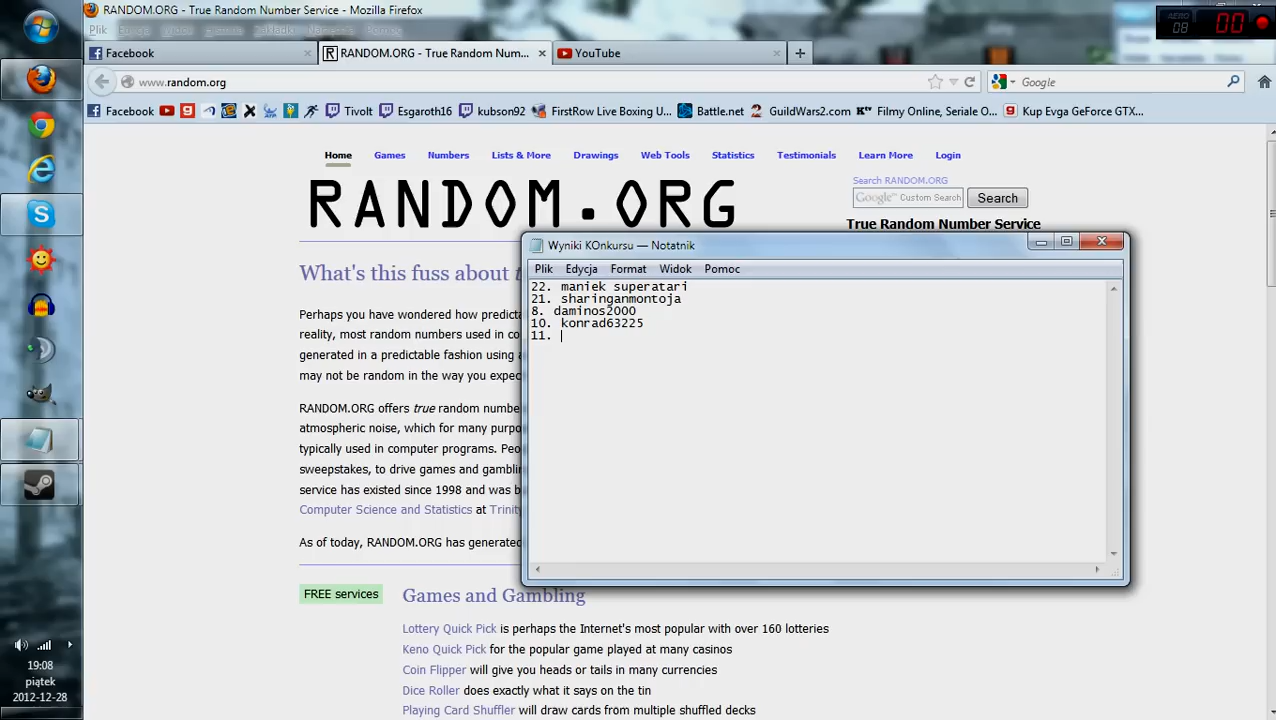 RANDOM.ORG - True Random Number Service - Mozilla Firefox
AERO
08
00
Plik
Facebook
RANDOM.ORG - True Random Num...
YouTube
www.random.org
Google
Facebook
Tivolt
Esgaroth16
kubson92
FirstRow Live Boxing U...
Battle.net
GuildWars2.com
Filmy Online, Seriale O...
Kup Evga GeForce GTX...
Home Games Numbers Lists & More Drawings Web Tools Statistics Testimonials Learn More Login
Search RANDOM.ORG
RANDOM.ORG
Google™ Custom Search
Search
True Random Number Service
What's this fuss about
Wyniki KOnkursu — Notatnik
Plik Edycja Format Widok Pomoc
22. maniek superatari
21. sharinganmontoja
8. daminos2000
10. konrad63225
11.
Perhaps you have wondered how predicta
reality, most random numbers used in co
generated in a predictable fashion using
may not be random in the way you expec
RANDOM.ORG offers true random numbe
atmospheric noise, which for many purpo
typically used in computer programs. Peo
sweepstakes, to drive games and gamblin
service has existed since 1998 and was b
Computer Science and Statistics at Trinity
As of today, RANDOM.ORG has generated
FREE services
Games and Gambling
Lottery Quick Pick is perhaps the Internet's most popular with over 160 lotteries
Keno Quick Pick for the popular game played at many casinos
Coin Flipper will give you heads or tails in many currencies
Dice Roller does exactly what it says on the tin
Playing Card Shuffler will draw cards from multiple shuffled decks
19:08
piątek
2012-12-28